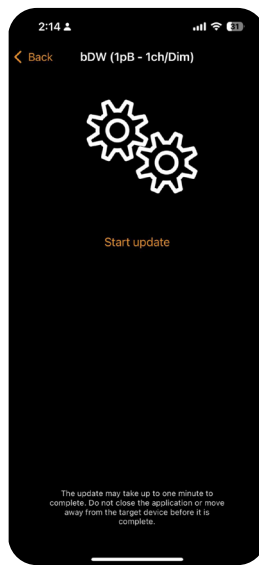 2:14
31
Back
bDW (1pB - 1ch/Dim)
Start update
The update may take up to one minute to
complete. Do not close the application or move
away from the target device before it is
complete.